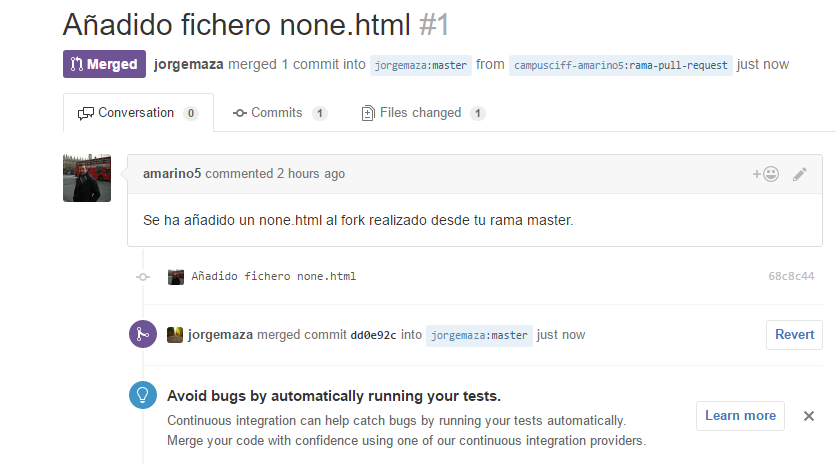 Añadido fichero none.html #1
Merged jorgemaza merged 1 commit into jorgemaza:master from campusciff-amarino5:rama-pull-request just now
Conversation 0 Commits 1 Files changed 1
amarino5 commented 2 hours ago
Se ha añadido un none.html al fork realizado desde tu rama master.
Añadido fichero none.html 68c8c44
jorgemaza merged commit dd0e92c into jorgemaza:master just now Revert
Avoid bugs by automatically running your tests.
Continuous integration can help catch bugs by running your tests automatically. Learn more
Merge your code with confidence using one of our continuous integration providers.